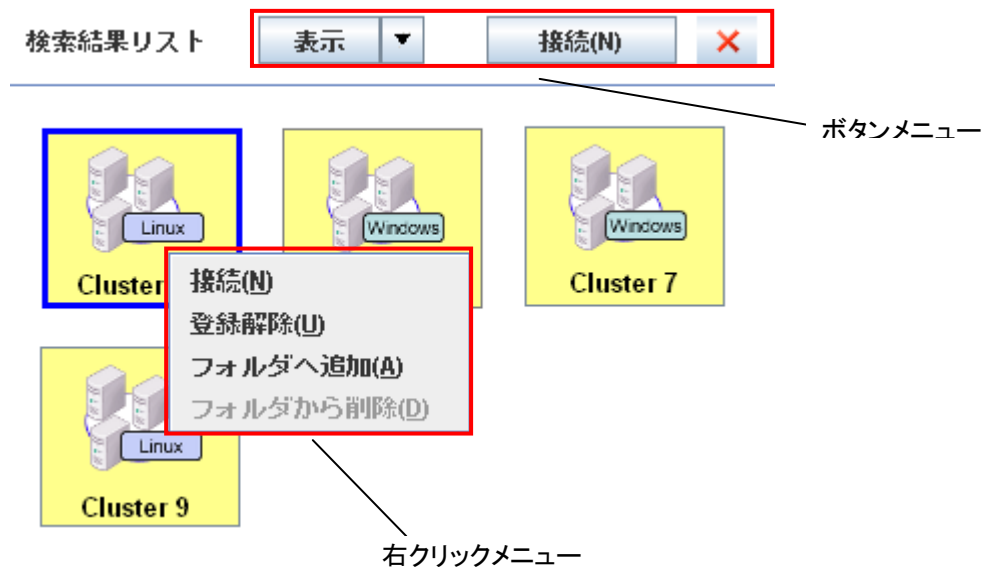 検索結果リスト 表示 ▼ 接続(N) ×
ボタンメニュー
Linux Windows Windows
Cluster Cluster 7
接続(N)
登録解除(U)
フォルダへ追加(A)
フォルダから削除(D)
Linux
Cluster 9
右クリックメニュー